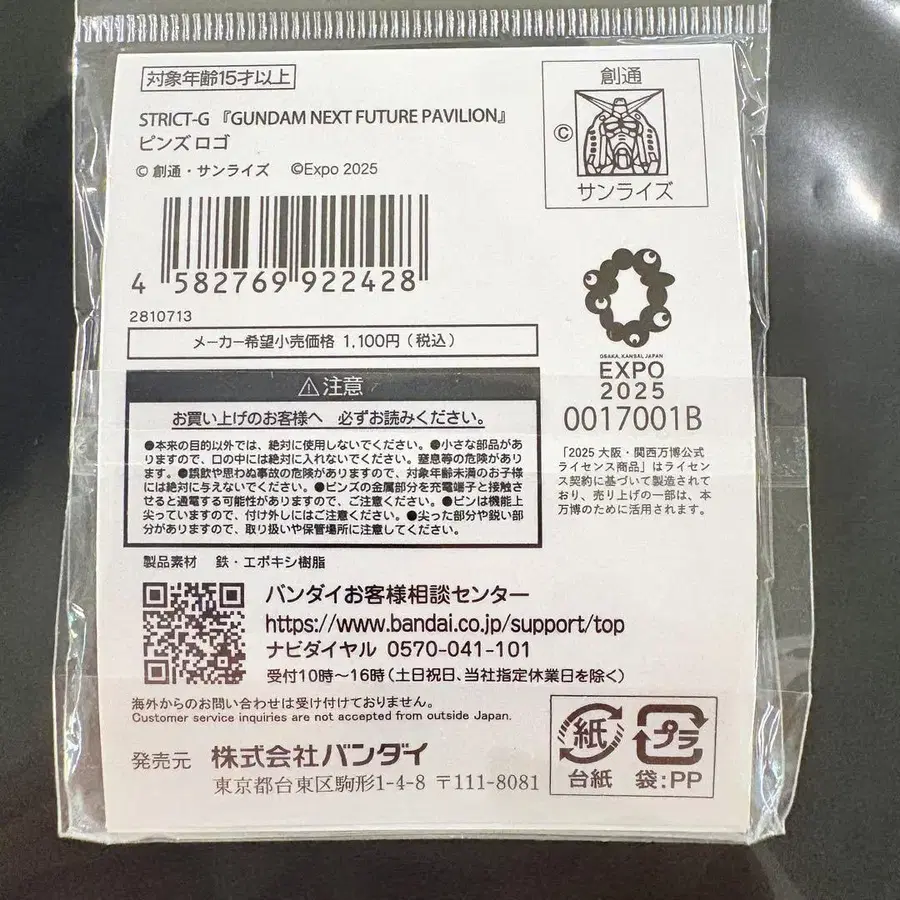 対象年齢15才以上
STRICT-G 『GUNDAM NEXT FUTURE PAVILION』
ピンズ ロゴ
© 創通・サンライズ ©Expo 2025
創通
©
サンライズ
4 582769 922428
2810713
メーカー希望小売価格 1,100円（税込）
OSAKA, KANSAI, JAPAN
EXPO
2025
0017001B
「2025 大阪・関西万博公式
ライセンス商品」はライセン
ス契約に基づいて製造されて
おり、売り上げの一部は、本
万博のために活用されます。
⚠注意
お買い上げのお客様へ 必ずお読みください。
●本来の目的以外では、絶対に使用しないでください。●小さな部品があ
りますので、口の中には絶対に入れないでください。窒息等の危険があり
ます。●誤飲や思わぬ事故の危険がありますので、対象年齢未満のお子様
には絶対に与えないでください。●ピンズの金属部分を充電端子と接触さ
せると通電する可能性がありますので、ご注意ください。●ピンは機能上
尖っていますので、付け外しにはご注意ください。●尖った部分や鋭い部
分がありますので、取り扱いや保管場所に注意してください。
製品素材 鉄・エポキシ樹脂
バンダイお客様相談センター
https://www.bandai.co.jp/support/top
ナビダイヤル 0570-041-101
受付10時～16時（土日祝日、当社指定休業日を除く）
海外からのお問い合わせは受け付けておりません。
Customer service inquiries are not accepted from outside Japan.
発売元 株式会社バンダイ
東京都台東区駒形1-4-8 〒111-8081
紙
台紙
プラ
袋:PP